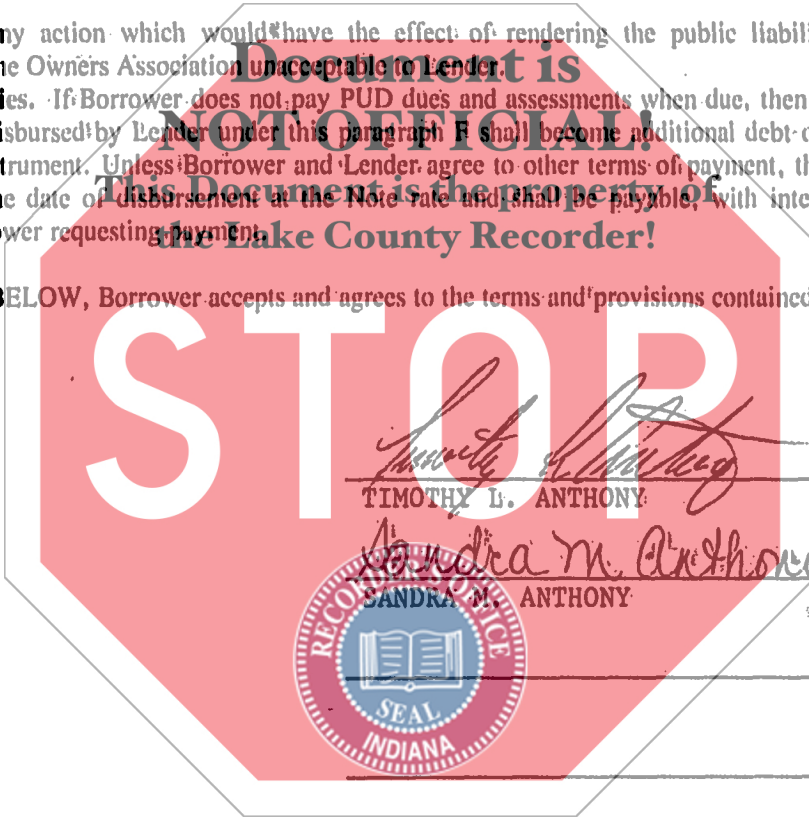 ny action which would have the effect of rendering the public liabili
e Owners Association unacceptable to Lender.
Document is
ies. If Borrower does not pay PUD dues and assessments when due, then
NOT OFFICIAL!
isbursed by Lender under this paragraph F shall become additional debt
trument. Unless Borrower and Lender agree to other terms of payment, th
This Document is the property of
e date of disbursement at the Note rate and shall be payable, with inte
the Lake County Recorder!
wer requesting payment.
BELOW, Borrower accepts and agrees to the terms and provisions contained
STOP
TIMOTHY L. ANTHONY
Sandra M Anthony
SANDRA M. ANTHONY
RECORDER'S OFFICE
SEAL
INDIANA